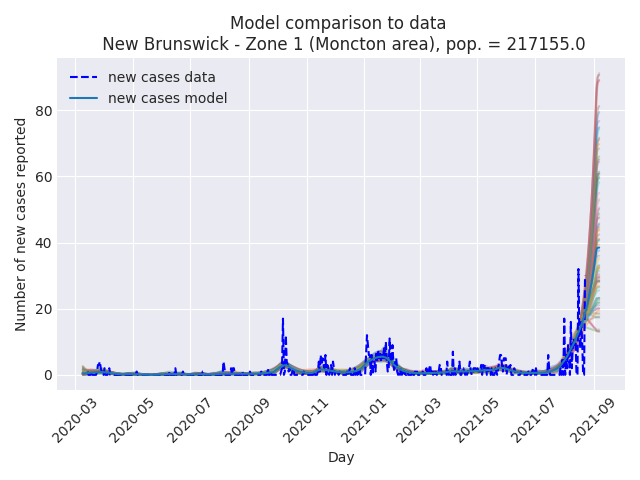 Model comparison to data
New Brunswick - Zone 1 (Moncton area), pop. = 217155.0
new cases data
new cases model
Number of new cases reported
80
60
40
20
0
2020-03
2020-05
2020-07
2020-09
2020-11
2021-01
2021-03
2021-05
2021-07
2021-09
Day